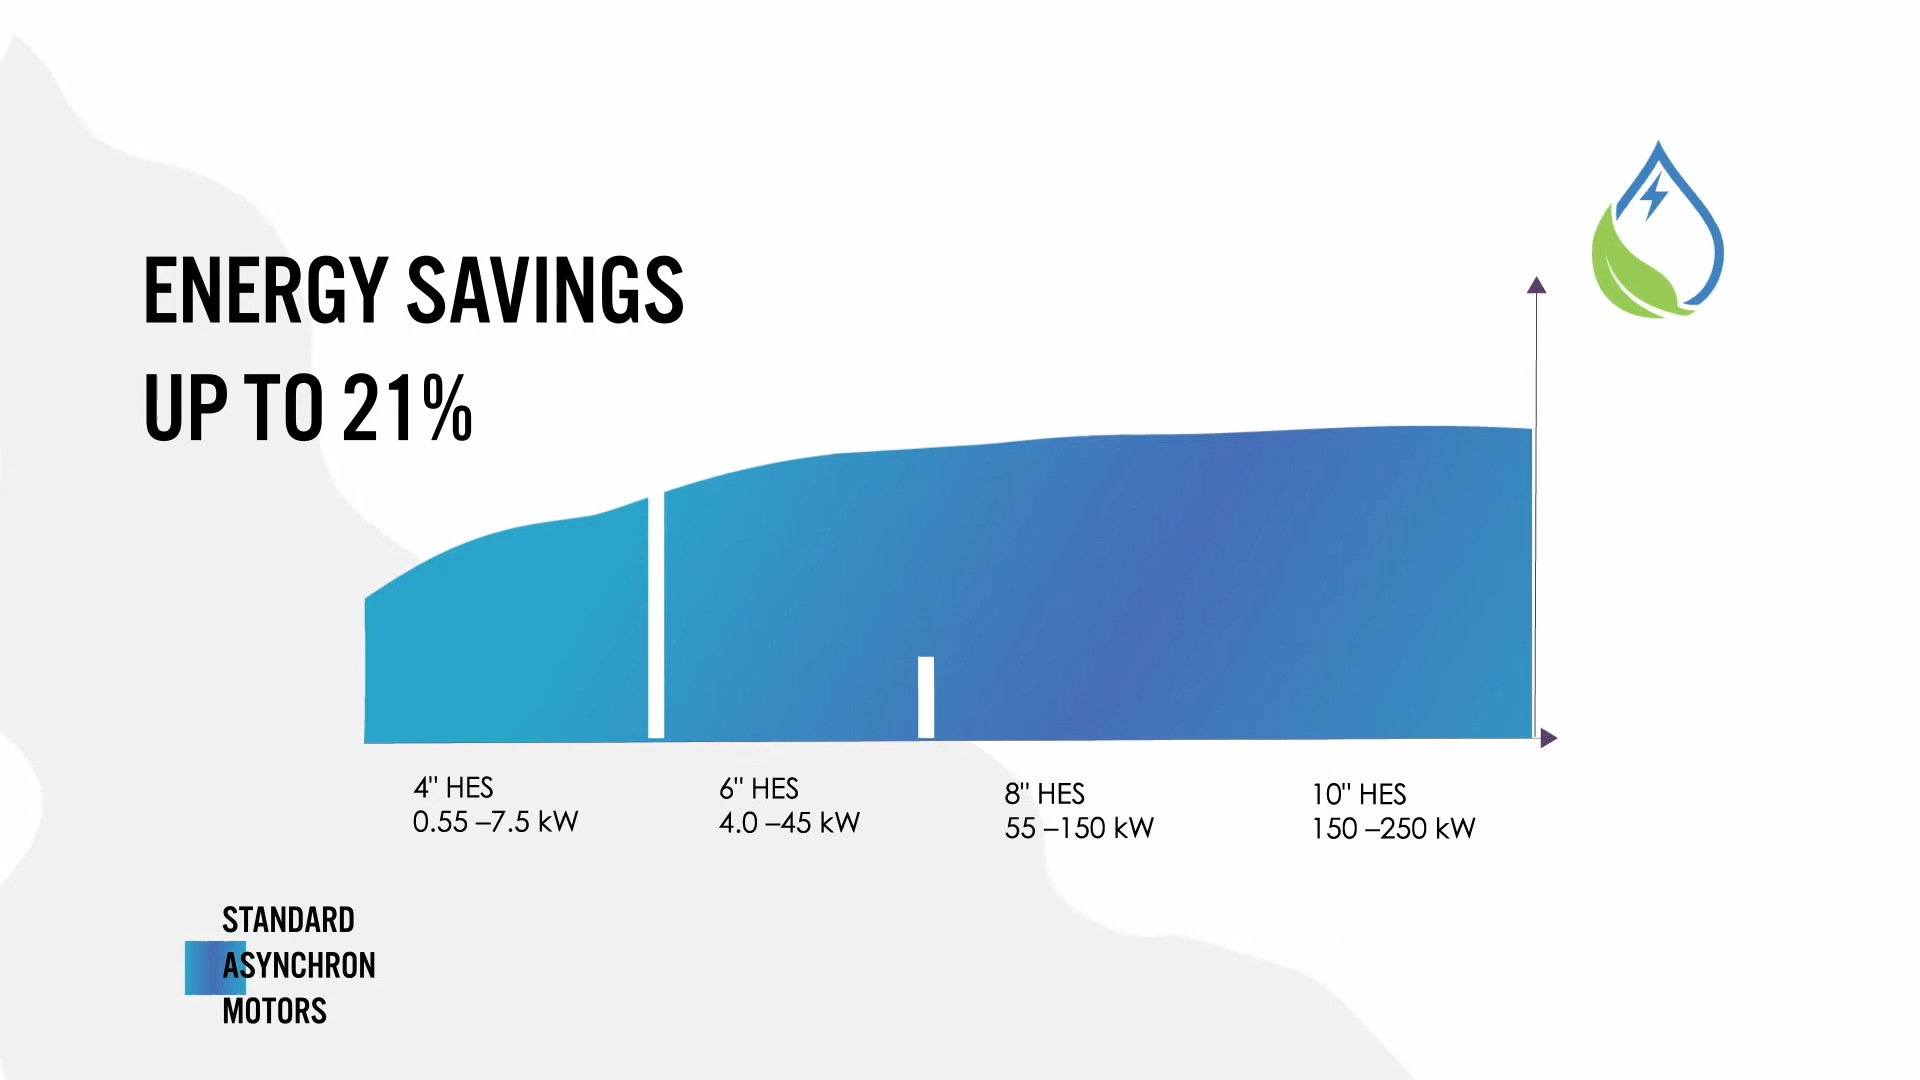 ENERGY SAVINGS
UP TO 21%
4" HES
0.55 –7.5 kW
6" HES
4.0 –45 kW
8" HES
55 –150 kW
10" HES
150 –250 kW
STANDARD
ASYNCHRON
MOTORS